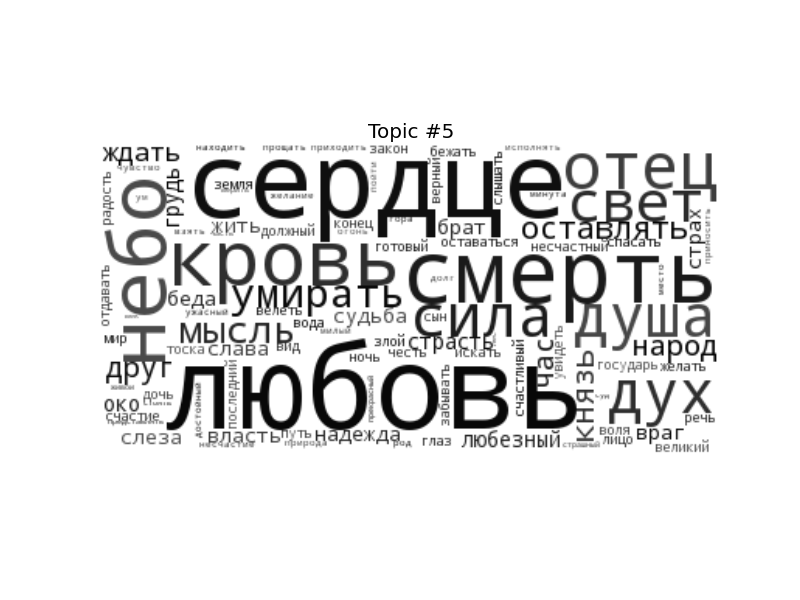 Topic #5
ждать
находить
прощать
приходить
закон
бежать
исполнять
чувство
сердце
отец
радость
ум
грудь
земля
желание
пойти
верный
слышать
минута
свет
небо
жить
должный
конец
гора
огонь
брат
оставлять
страх
приносить
взять
кровь
готовый
оставаться
несчастный
спасать
отдавать
беда
умирать
долг
смерть
место
ужасный
велеть
судьба
сын
сила
душа
мир
мысль
вода
милый
тоска
слава
вид
злой
страсть
час
увидеть
народ
друг
ночь
честь
искать
князь
государь
желать
последний
любовь
прекрасный
забывать
счастливый
дух
око
дочь
счастие
достойный
речь
слеза
власть
путь
надежда
глаз
любезный
воля
враг
несчастие
природа
род
страшный
лицо
великий